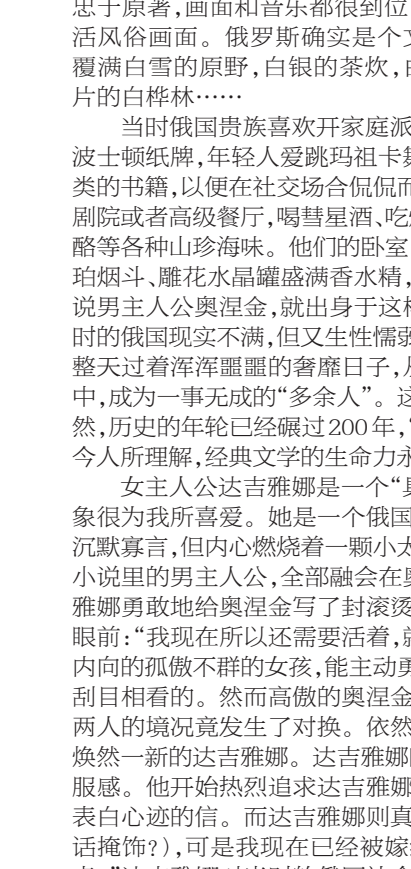 忠于原著,画面和音乐都很到位
活风俗画面。俄罗斯确实是个文
覆满白雪的原野,白银的茶炊,
片的白桦林……
当时俄国贵族喜欢开家庭派
波士顿纸牌,年轻人爱跳玛祖卡舞
类的书籍,以便在社交场合侃侃而
剧院或者高级餐厅,喝彗星酒、吃
酪等各种山珍海味。他们的卧室
珀烟斗、雕花水晶罐盛满香水精,
说男主人公奥涅金,就出身于这样
时的俄国现实不满,但又生性懦弱
整天过着浑浑噩噩的奢靡日子,
中,成为一事无成的“多余人”。这
然,历史的年轮已经碾过200年,
今人所理解,经典文学的生命力永
女主人公达吉雅娜是一个“具
象很为我所喜爱。她是一个俄国
沉默寡言,但内心燃烧着一颗小太
小说里的男主人公,全部融会在奥
雅娜勇敢地给奥涅金写了封滚烫
眼前:“我现在所以还需要活着,就
内向的孤傲不群的女孩,能主动勇
刮目相看的。然而高傲的奥涅金
两人的境况竟发生了对换。依然
焕然一新的达吉雅娜。达吉雅娜
服感。他开始热烈追求达吉雅娜
表白心迹的信。而达吉雅娜则真
话掩饰?),可是我现在已经被嫁